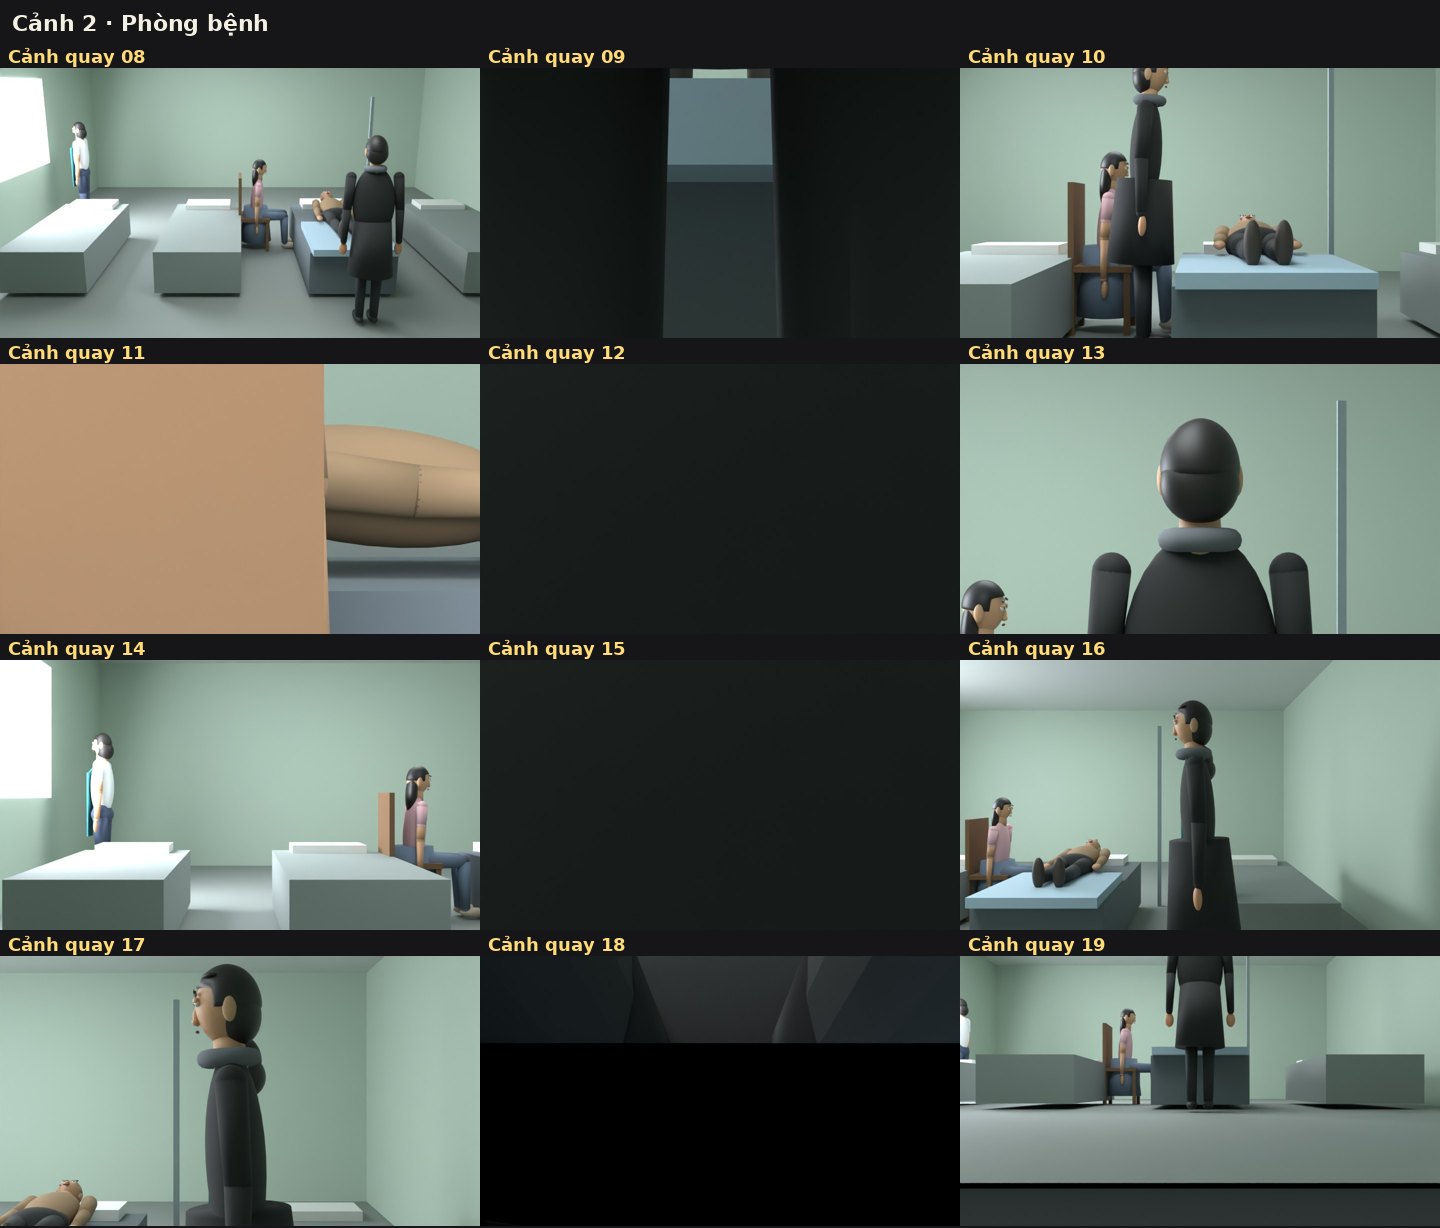 Cảnh 2 · Phòng bệnh
Cảnh quay 08
Cảnh quay 09
Cảnh quay 10
Cảnh quay 11
Cảnh quay 12
Cảnh quay 13
Cảnh quay 14
Cảnh quay 15
Cảnh quay 16
Cảnh quay 17
Cảnh quay 18
Cảnh quay 19